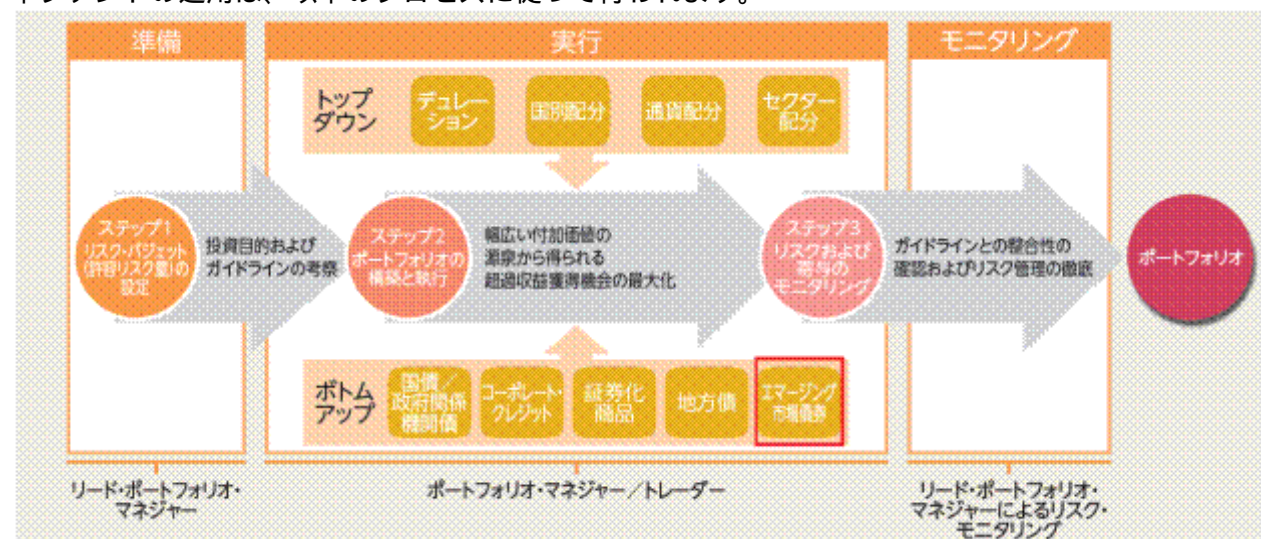 準備
実行
モニタリング
トップ
ダウン
デュレー
ション
国別配分
通貨配分
セクター
配分
ステップ1
リスク・バジェット
(許容リスク量)の
設定
投資目的および
ガイドラインの考察
ステップ2
ポートフォリオの
構築と執行
幅広い付加価値の
源泉から得られる
超過収益獲得機会の最大化
ステップ3
リスクおよび
寄与の
モニタリング
ガイドラインとの整合性の
確認およびリスク管理の徹底
ポートフォリオ
ボトム
アップ
国債／
政府関係
機関債
コーポレート・
クレジット
証券化
商品
地方債
エマージング
市場債券
リード・ポートフォリオ・
マネジャー
ポートフォリオ・マネジャー／トレーダー
リード・ポートフォリオ・
マネジャーによるリスク・
モニタリング